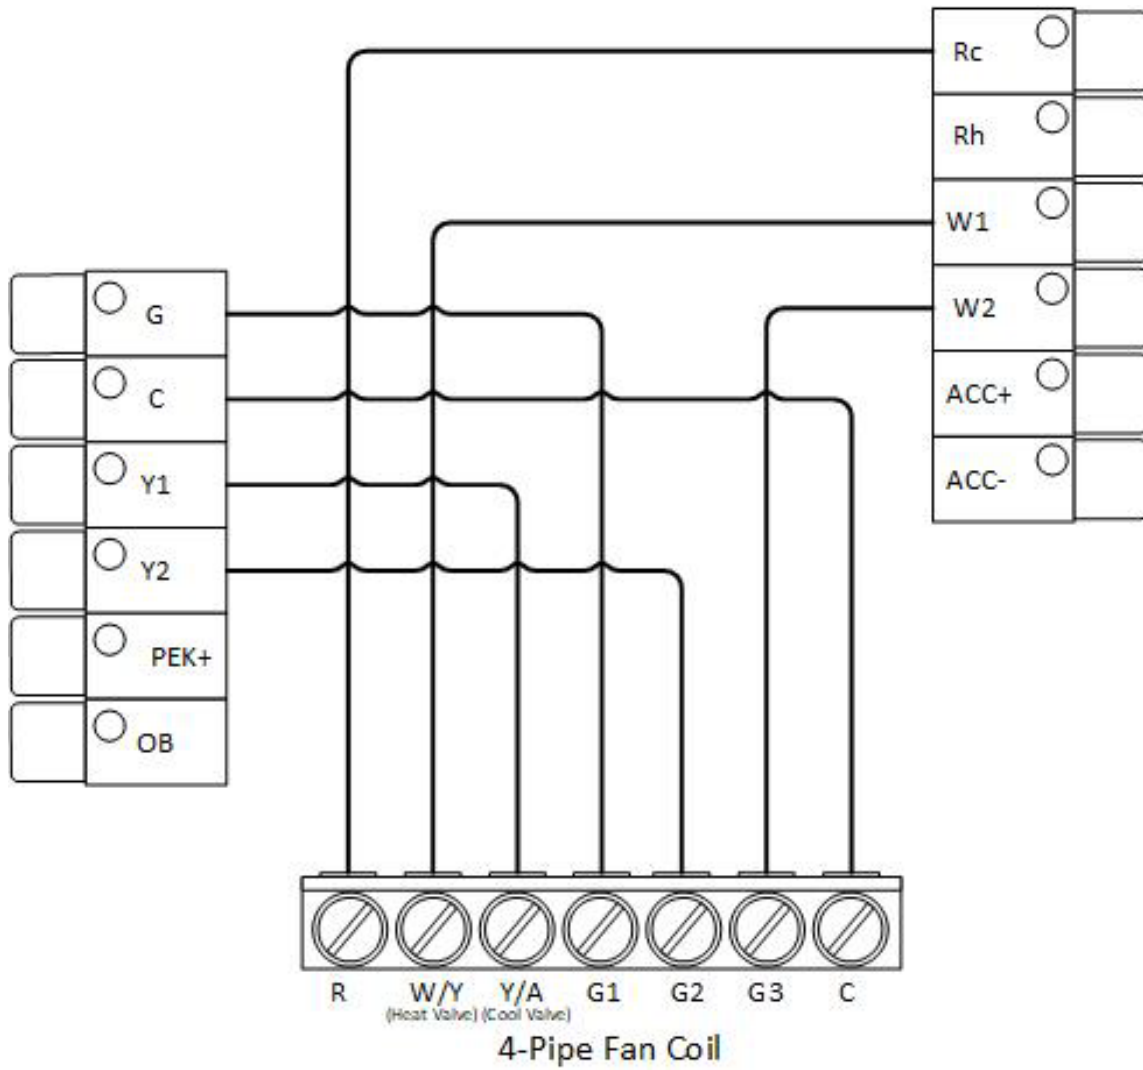 Rc
Rh
W1
W2
ACC+
ACC-
G
C
Y1
Y2
PEK+
OB
R W/Y Y/A G1 G2 G3 C
(Heat Valve) (Cool Valve)
4-Pipe Fan Coil